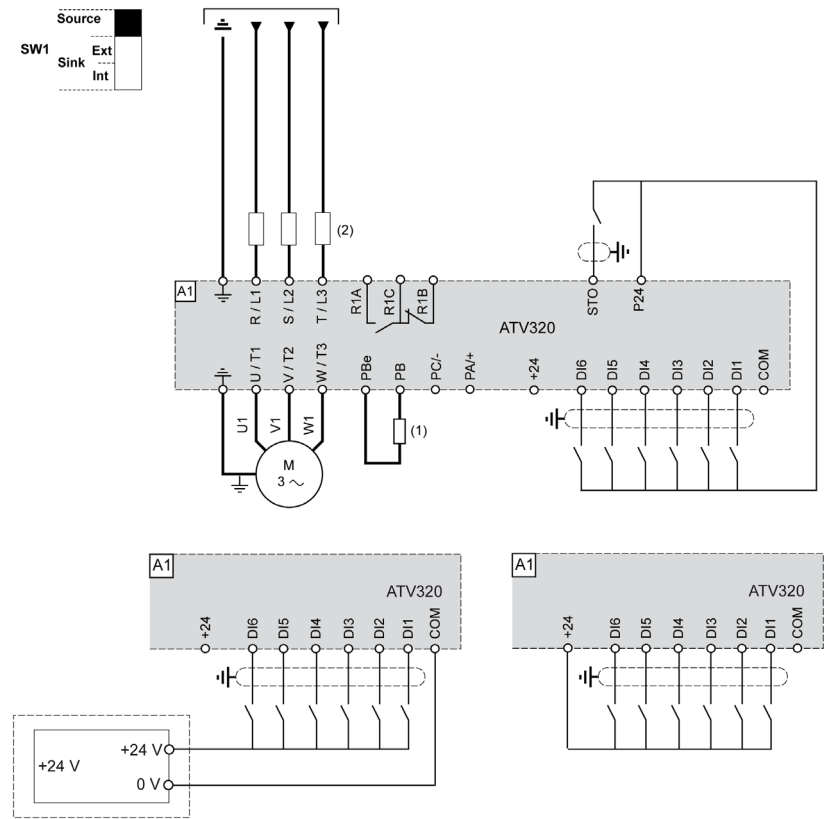 Source
SW1
Ext
Sink
Int
(2)
A1
R / L1
S / L2
T / L3
R1A
R1C
R1B
STO
P24
ATV320
U / T1
V / T2
W / T3
PBe
PB
PC/-
PA/+
+24
DI6
DI5
DI4
DI3
DI2
DI1
COM
U1
V1
W1
(1)
M
3 ~
A1
ATV320
+24
DI6
DI5
DI4
DI3
DI2
DI1
COM
+24 V
+24 V
0 V
A1
ATV320
+24
DI6
DI5
DI4
DI3
DI2
DI1
COM